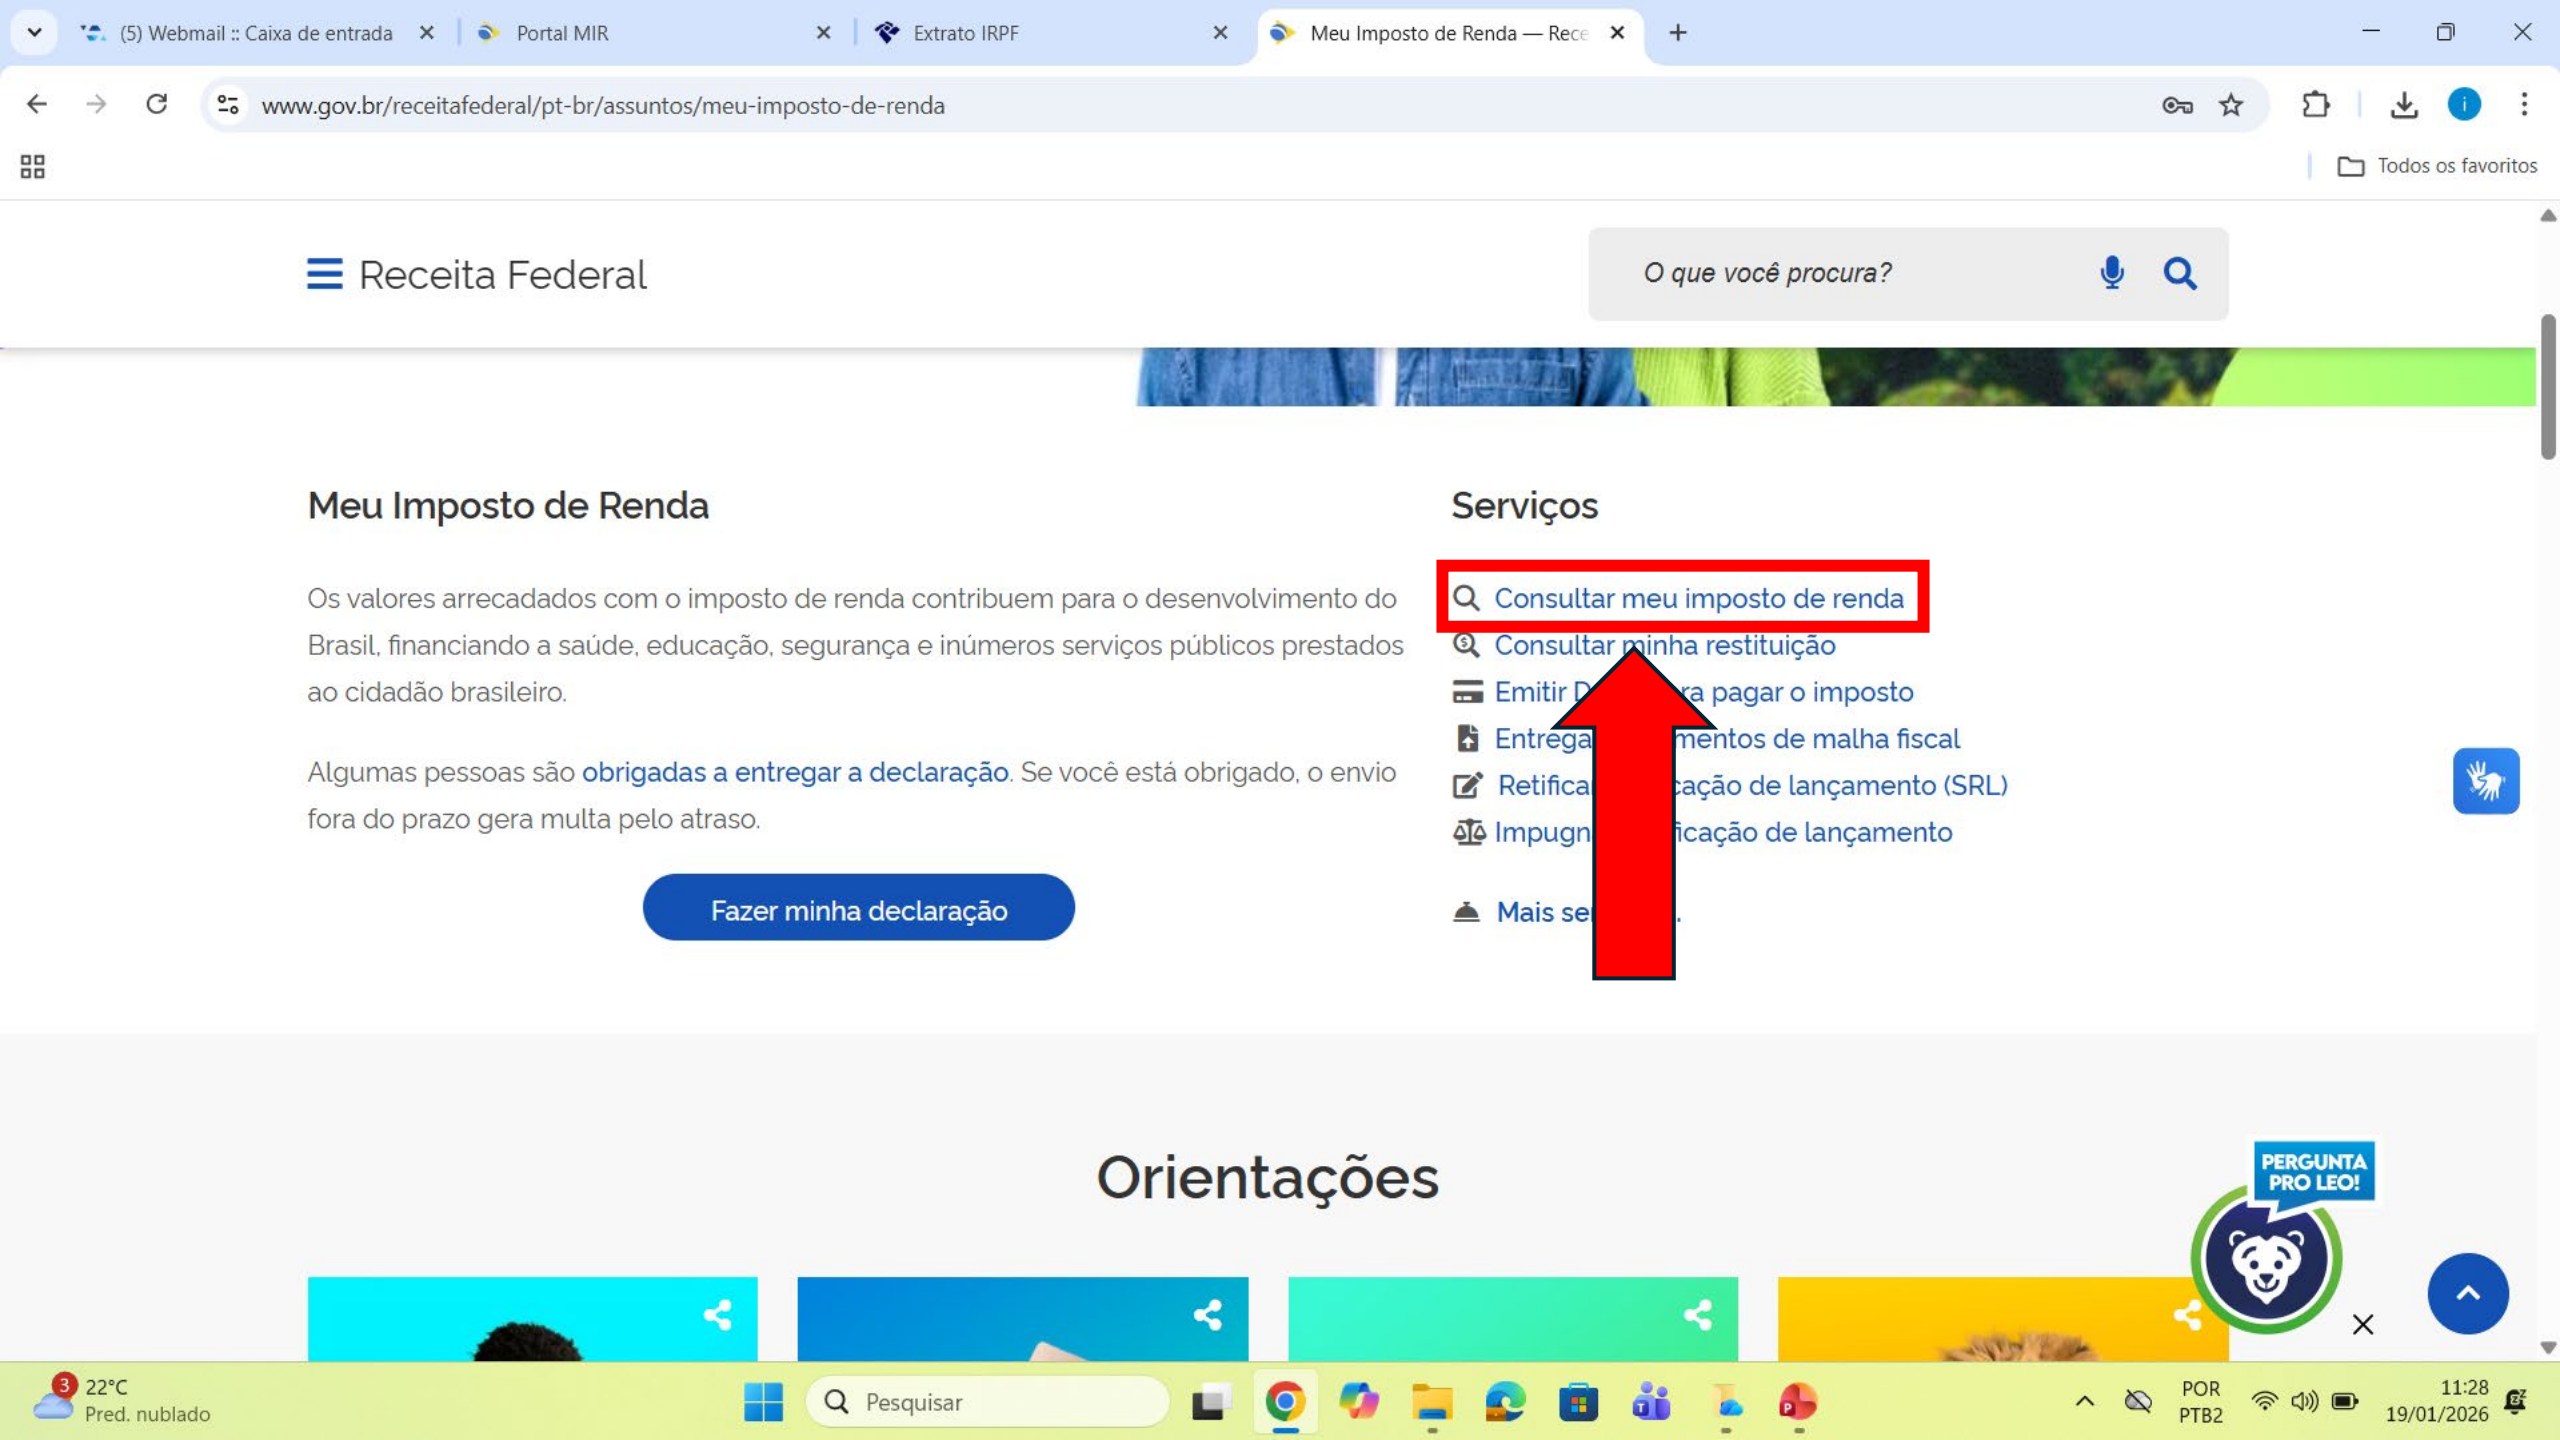 (5) Webmail :: Caixa de entrada
Portal MIR
Extrato IRPF
Meu Imposto de Renda — Rece
www.gov.br/receitafederal/pt-br/assuntos/meu-imposto-de-renda
i
Todos os favoritos
Receita Federal
O que você procura?
Meu Imposto de Renda
Os valores arrecadados com o imposto de renda contribuem para o desenvolvimento do
Brasil, financiando a saúde, educação, segurança e inúmeros serviços públicos prestados
ao cidadão brasileiro.
Algumas pessoas são obrigadas a entregar a declaração. Se você está obrigado, o envio
fora do prazo gera multa pelo atraso.
Fazer minha declaração
Serviços
Consultar meu imposto de renda
Consultar minha restituição
Emitir ra pagar o imposto
Entrega mentos de malha fiscal
Retifica cação de lançamento (SRL)
Impugn ficação de lançamento
Mais se
Orientações
PERGUNTA
PRO LEO!
3
22°C
Pred. nublado
Pesquisar
POR
PTB2
11:28
19/01/2026